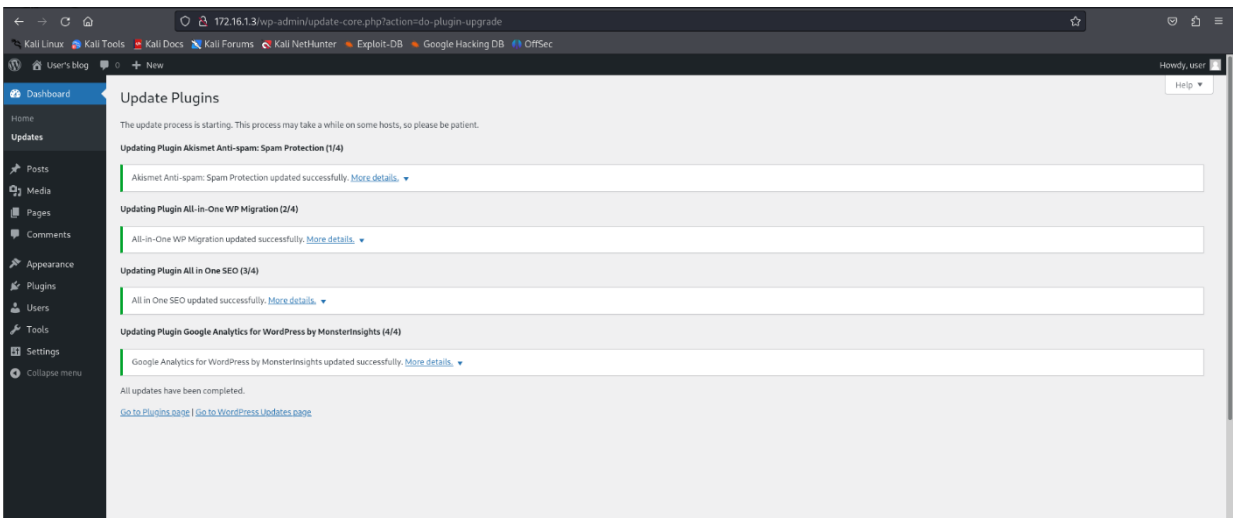 172.16.1.3/wp-admin/update-core.php?action=do-plugin-upgrade
Kali Linux Kali Tools Kali Docs Kali Forums Kali NetHunter Exploit-DB Google Hacking DB OffSec
User's blog 0 + New Howdy, user
Dashboard
Home
Updates
Posts
Media
Pages
Comments
Appearance
Plugins
Users
Tools
Settings
Collapse menu
Help ▼
Update Plugins
The update process is starting. This process may take a while on some hosts, so please be patient.
Updating Plugin Akismet Anti-spam: Spam Protection (1/4)
Akismet Anti-spam: Spam Protection updated successfully. More details. ▼
Updating Plugin All-in-One WP Migration (2/4)
All-in-One WP Migration updated successfully. More details. ▼
Updating Plugin All in One SEO (3/4)
All in One SEO updated successfully. More details. ▼
Updating Plugin Google Analytics for WordPress by MonsterInsights (4/4)
Google Analytics for WordPress by MonsterInsights updated successfully. More details. ▼
All updates have been completed.
Go to Plugins page | Go to WordPress Updates page